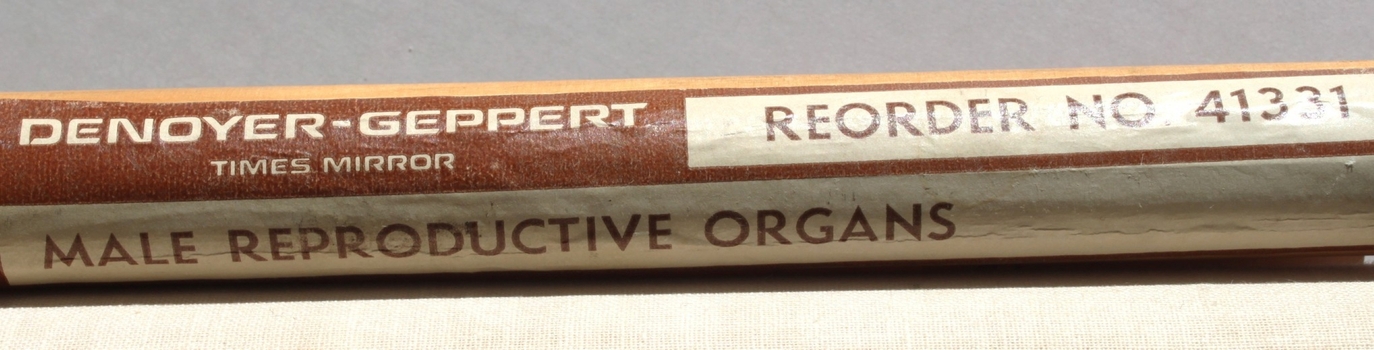 DENOYER-GEPPERT
TIMES MIRROR
REORDER NO. 41331
MALE REPRODUCTIVE ORGANS